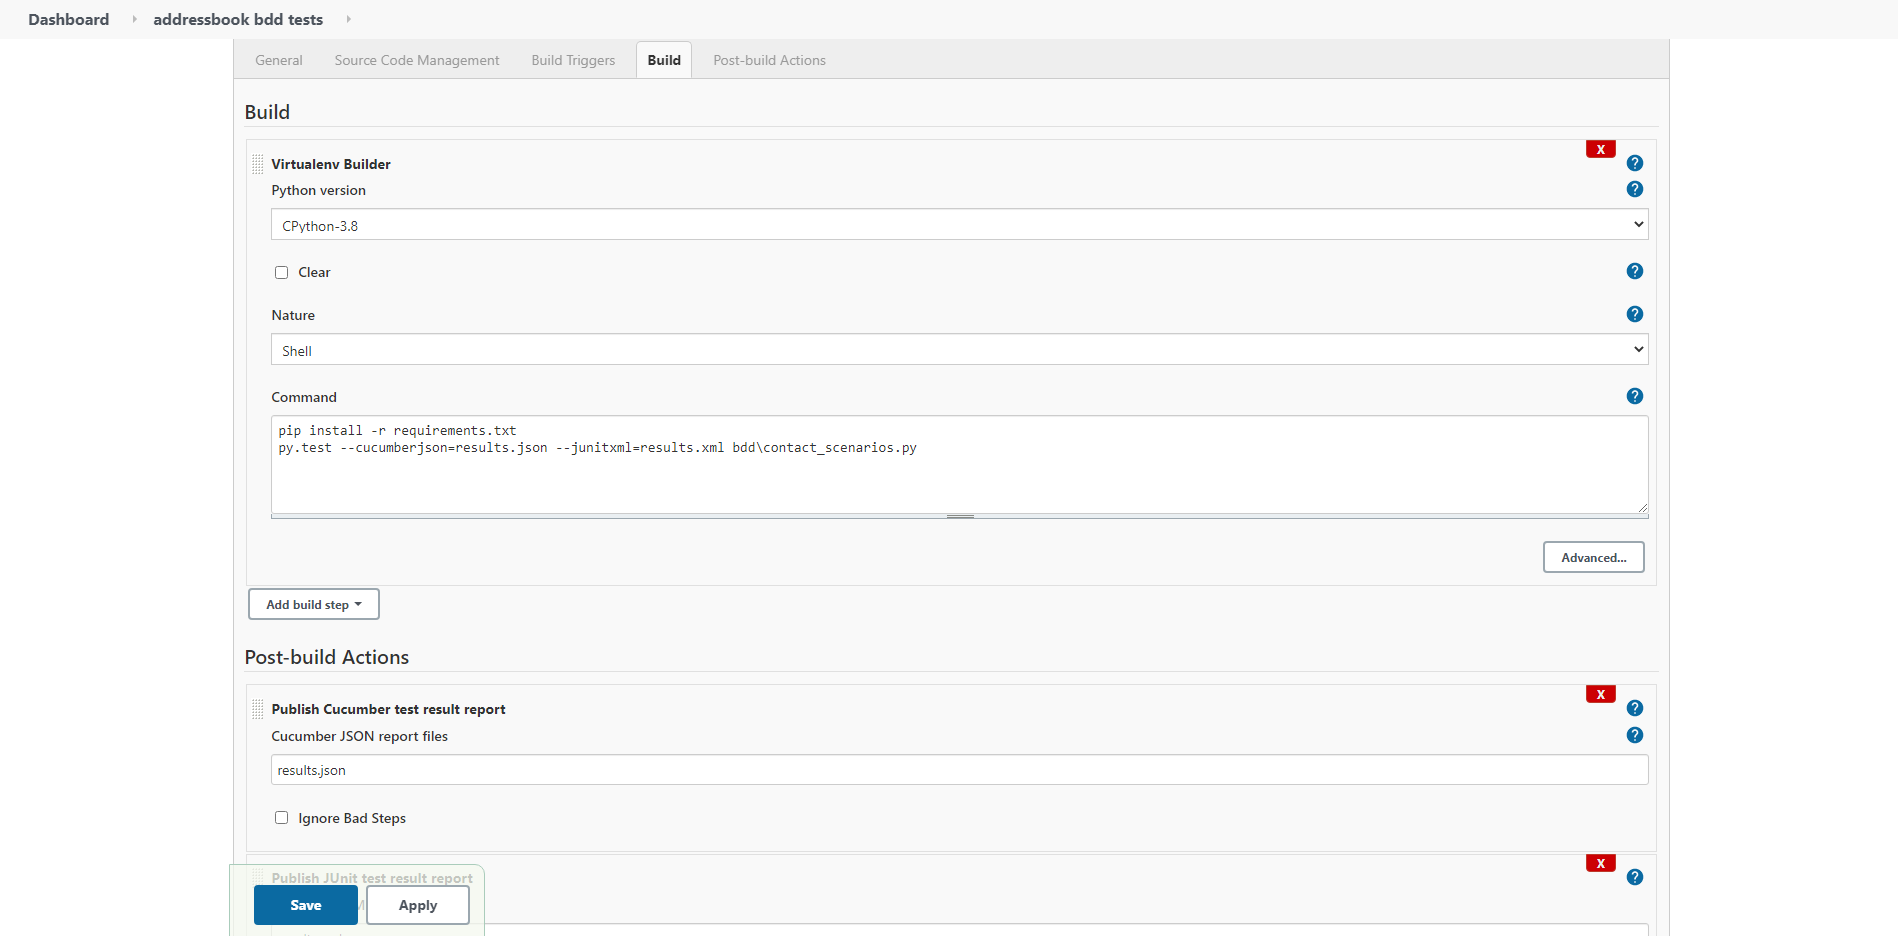 Dashboard
addressbook bdd tests
General
Source Code Management
Build Triggers
Build
Post-build Actions
Build
X
Virtualenv Builder
?
Python version
?
CPython-3.8
Clear
?
Nature
?
Shell
Command
?
pip install -r requirements.txt
py.test --cucumberjson=results.json --junitxml=results.xml bdd\contact_scenarios.py
Advanced...
Add build step
Post-build Actions
X
Publish Cucumber test result report
?
Cucumber JSON report files
?
results.json
Ignore Bad Steps
X
Publish JUnit test result report
?
Save
Apply